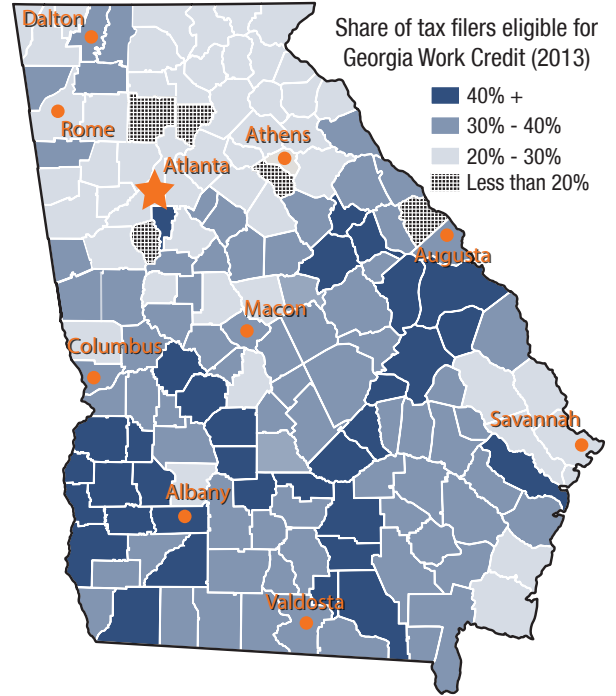 Share of tax filers eligible for
Georgia Work Credit (2013)
40% +
30% - 40%
20% - 30%
Less than 20%
Dalton
Rome
Athens
Atlanta
Augusta
Macon
Columbus
Savannah
Albany
Valdosta